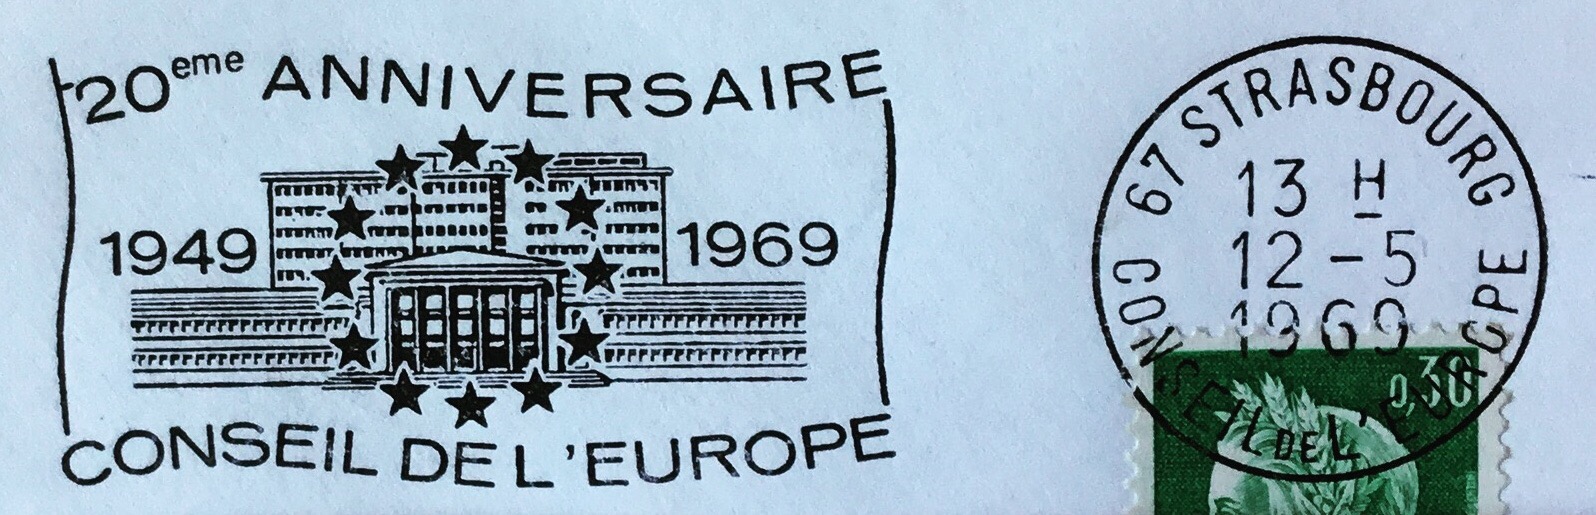 20eme ANNIVERSAIRE
1949 1969
CONSEIL DE L'EUROPE
67 STRASBOURG
13 H
12 - 5
1969
CONSEIL DE L'EUROPE
0,30